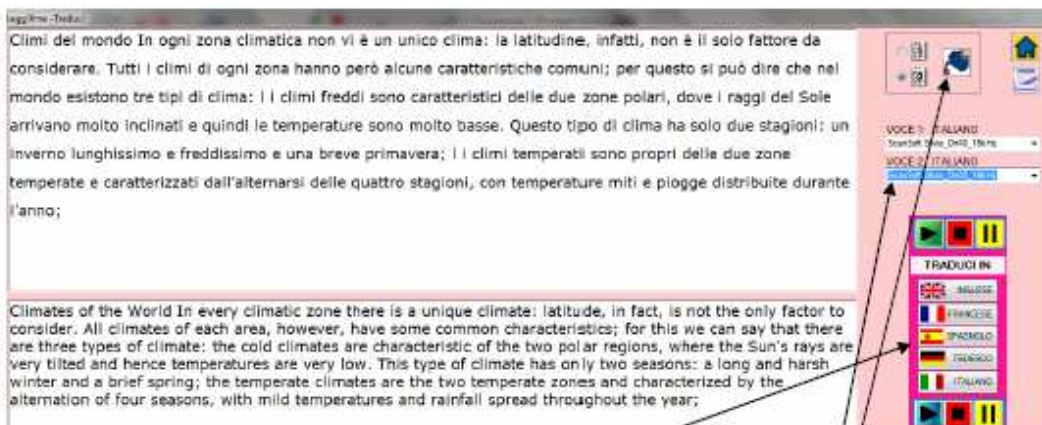 Climi del mondo In ogni zona climatica non vi è un unico clima: la latitudine, infatti, non è il solo fattore da
considerare. Tutti i climi di ogni zona hanno però alcune caratteristiche comuni; per questo si può dire che nel
mondo esistono tre tipi di clima: l i climi freddi sono caratteristici delle due zone polari, dove i raggi del Sole
arrivano molto inclinati e quindi le temperature sono molto basse. Questo tipo di clima ha solo due stagioni: un
inverno lunghissimo e freddissimo e una breve primavera; l i climi temperati sono propri delle due zone
temperate e caratterizzati dall'alternarsi delle quattro stagioni, con temperature miti e piogge distribuite durante
l'anno;
VOCE 1: ITALIANO
VOCE 2: ITALIANO
TRADUCI IN
INGLESE
FRANCESE
SPAGNOLO
TEDESCO
ITALIANO
Climates of the World In every climatic zone there is a unique climate: latitude, in fact, is not the only factor to
consider. All climates of each area, however, have some common characteristics; for this we can say that there
are three types of climate: the cold climates are characteristic of the two polar regions, where the Sun's rays are
very tilted and hence temperatures are very low. This type of climate has only two seasons: a long and harsh
winter and a brief spring; the temperate climates are the two temperate zones and characterized by the
alternation of four seasons, with mild temperatures and rainfall spread throughout the year;